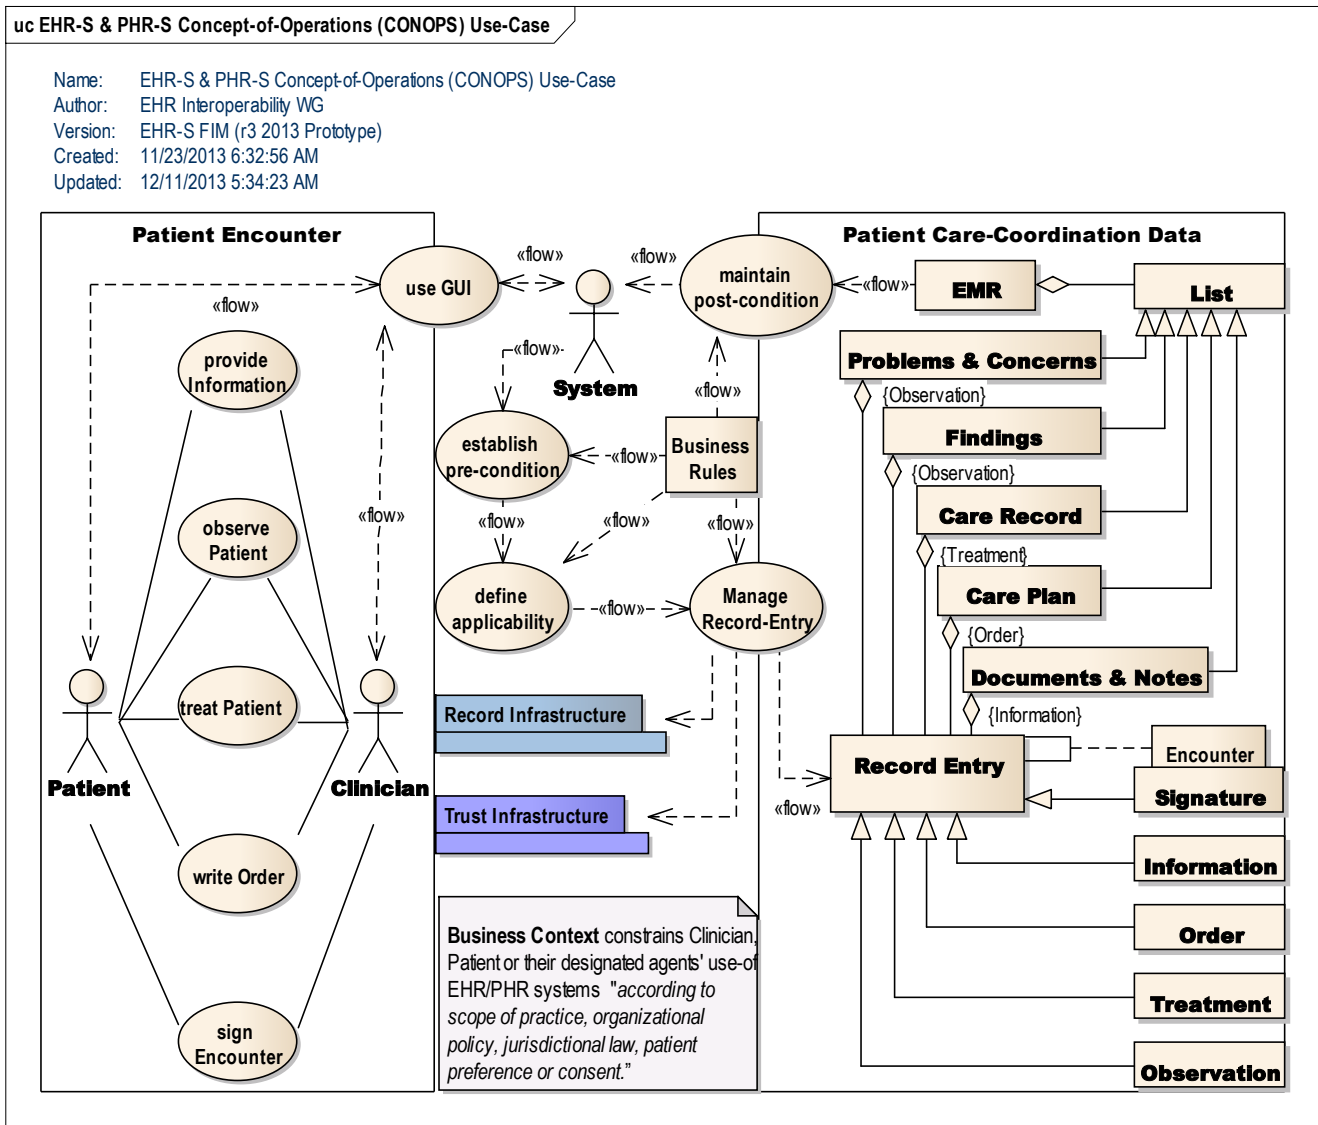 uc EHR-S & PHR-S Concept-of-Operations (CONOPS) Use-Case
Name: EHR-S & PHR-S Concept-of-Operations (CONOPS) Use-Case
Author: EHR Interoperability WG
Version: EHR-S FIM (r3 2013 Prototype)
Created: 11/23/2013 6:32:56 AM
Updated: 12/11/2013 5:34:23 AM
Patient Encounter
use GUI
«flow»
«flow»
provide
Information
observe
Patient
«flow»
treat Patient
Patient
Clinician
write Order
sign
Encounter
«flow»
System
«flow»
«flow»
establish
pre-condition
«flow»
Business
Rules
«flow»
«flow»
«flow»
«flow»
define
applicability
«flow»
Manage
Record-Entry
Record Infrastructure
Trust Infrastructure
«flow»
Business Context constrains Clinician,
Patient or their designated agents' use-of
EHR/PHR systems "according to
scope of practice, organizational
policy, jurisdictional law, patient
preference or consent."
Patient Care-Coordination Data
maintain
post-condition
«flow»
EMR
List
Problems & Concerns
{Observation}
Findings
{Observation}
Care Record
{Treatment}
Care Plan
{Order}
Documents & Notes
{Information}
Record Entry
Encounter
Signature
Information
Order
Treatment
Observation